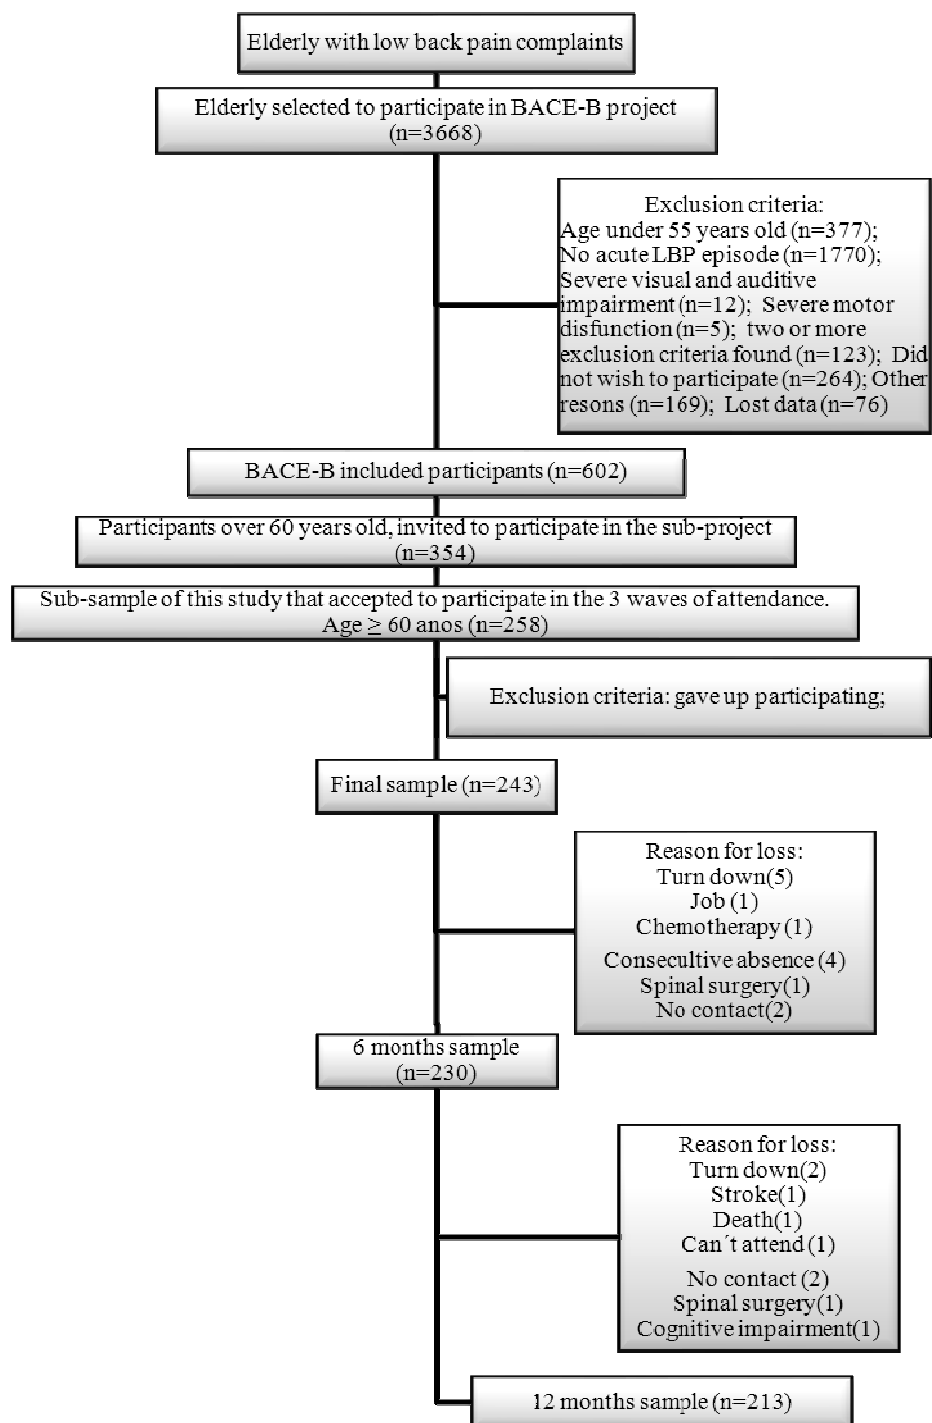 Elderly with low back pain complaints
Elderly selected to participate in BACE-B project
(n=3668)
Exclusion criteria:
Age under 55 years old (n=377);
No acute LBP episode (n=1770);
Severe visual and auditive
impairment (n=12);  Severe motor
disfunction (n=5);  two or more
exclusion criteria found (n=123);  Did
not wish to participate (n=264); Other
resons (n=169);  Lost data (n=76)
BACE-B included participants (n=602)
Participants over 60 years old, invited to participate in the sub-project
(n=354)
Sub-sample of this study that accepted to participate in the 3 waves of attendance.
Age ≥ 60 anos (n=258)
Exclusion criteria: gave up participating;
Final sample (n=243)
Reason for loss:
Turn down(5)
Job (1)
Chemotherapy (1)
Consecultive absence (4)
Spinal surgery(1)
No contact(2)
6 months sample
(n=230)
Reason for loss:
Turn down(2)
Stroke(1)
Death(1)
Can´t attend (1)
No contact (2)
Spinal surgery(1)
Cognitive impairment(1)
12 months sample (n=213)